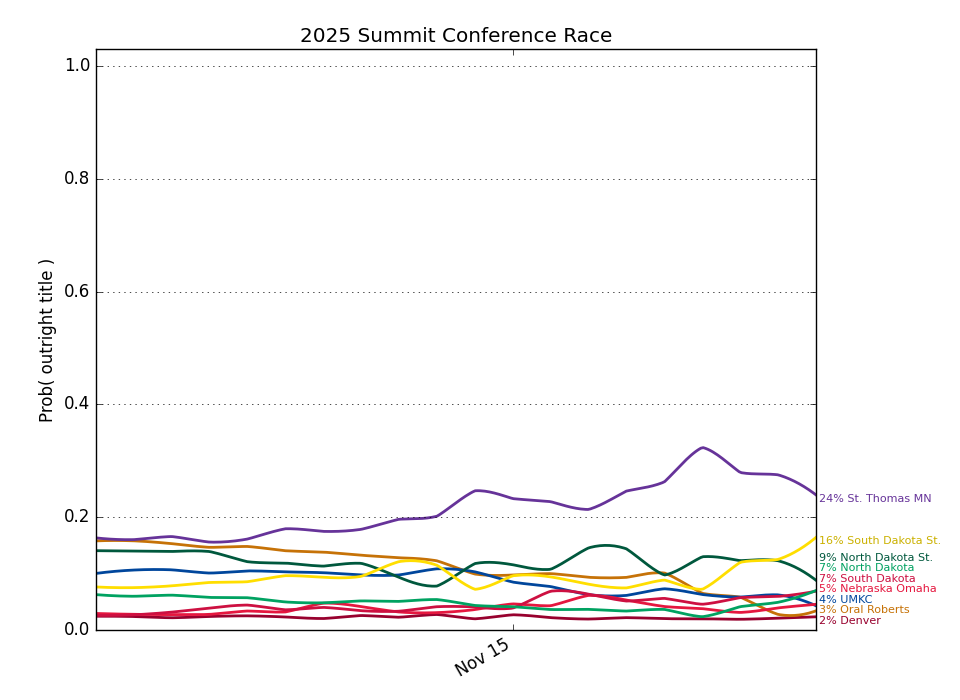 2025 Summit Conference Race
1.0
0.8
0.6
0.4
0.2
0.0
Prob( outright title )
Nov 15
24% St. Thomas MN
16% South Dakota St.
9% North Dakota St.
7% North Dakota
7% South Dakota
5% Nebraska Omaha
4% UMKC
3% Oral Roberts
2% Denver